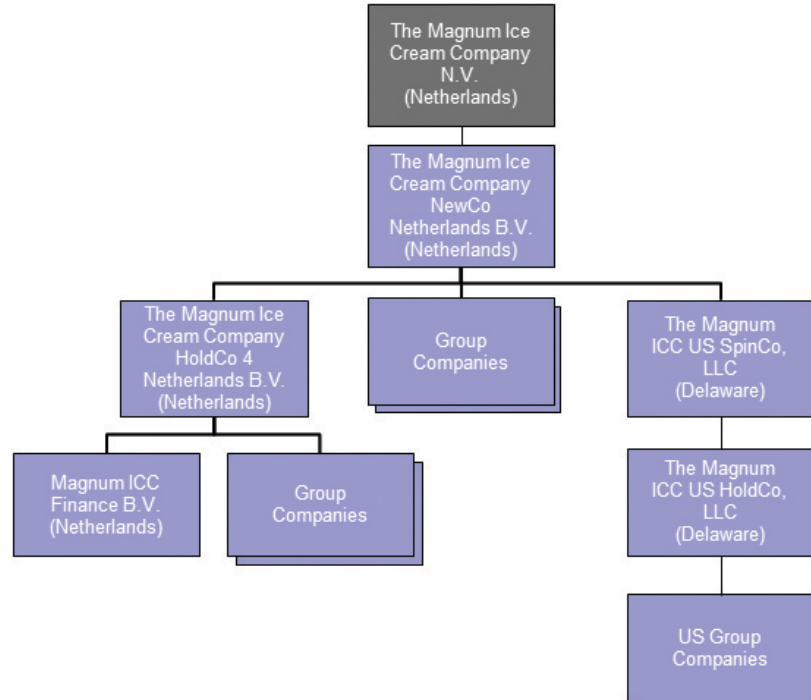 The Magnum Ice
Cream Company
N.V.
(Netherlands)
The Magnum Ice
Cream Company
NewCo
Netherlands B.V.
(Netherlands)
The Magnum Ice
Cream Company
HoldCo 4
Netherlands B.V.
(Netherlands)
Group
Companies
The Magnum
ICC US SpinCo,
LLC
(Delaware)
Magnum ICC
Finance B.V.
(Netherlands)
Group
Companies
The Magnum
ICC US HoldCo,
LLC
(Delaware)
US Group
Companies